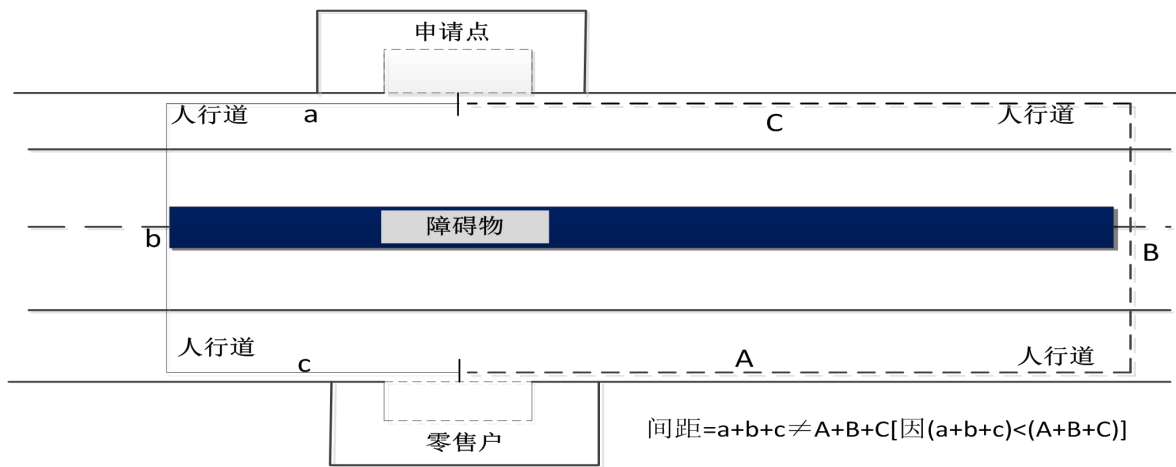 申请点
人行道
a
C
人行道
障碍物
b
B
人行道
c
A
人行道
零售户
间距=a+b+c≠A+B+C[因(a+b+c)<(A+B+C)]